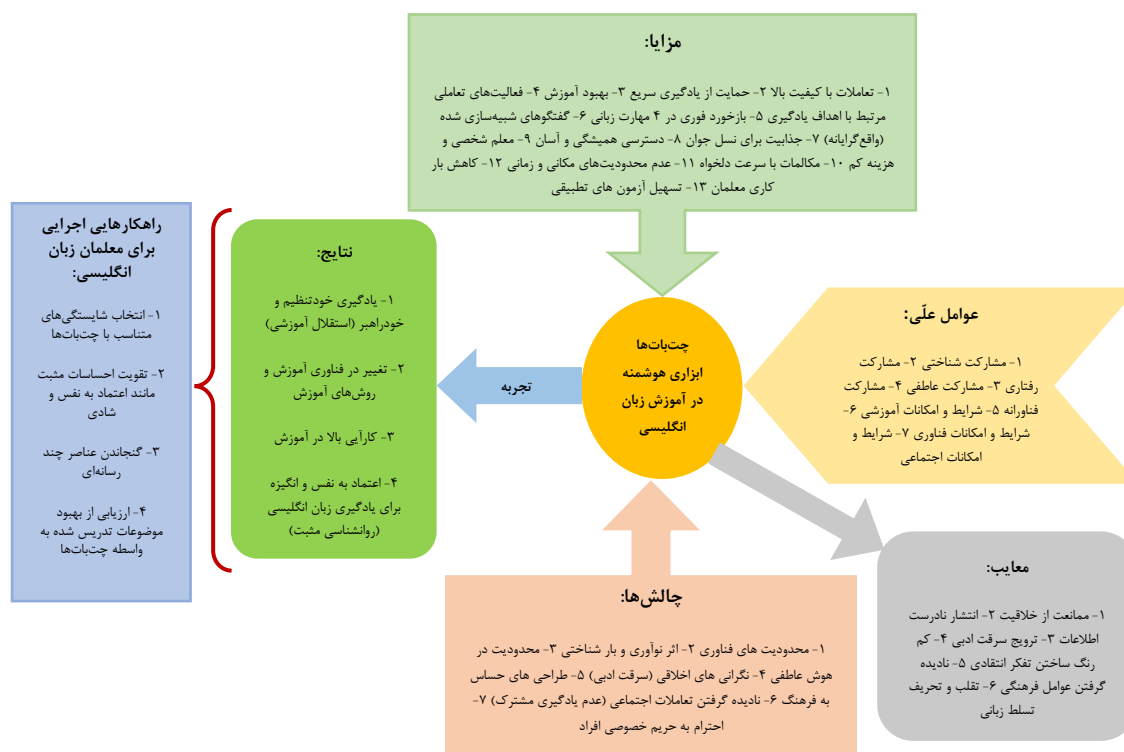 مزایا:
۱- تعاملات با کیفیت بالا ۲- حمایت از یادگیری سریع ۳- بهبود آموزش ۴- فعالیت‌های تعاملی
مرتبط با اهداف یادگیری ۵- بازخورد فوری در ۴ مهارت زبانی ۶- گفتگوهای شبیه‌سازی شده
(واقع‌گرایانه) ۷- جذابیت برای نسل جوان ۸- دسترسی همیشگی و آسان ۹- معلم شخصی و
هزینه کم ۱۰- مکالمات با سرعت دلخواه ۱۱- عدم محدودیت‌های مکانی و زمانی ۱۲- کاهش بار
کاری معلمان ۱۳- تسهیل آزمون های تطبیقی
عوامل علّی:
۱- مشارکت شناختی ۲- مشارکت
رفتاری ۳- مشارکت عاطفی ۴- مشارکت
فناورانه ۵- شرایط و امکانات آموزشی ۶-
شرایط و امکانات فناوری ۷- شرایط و
امکانات اجتماعی
چت‌بات‌ها
ابزاری هوشمنه
در آموزش زبان
انگلیسی
تجربه
نتایج:
۱- یادگیری خودتنظیم و
خودراهبر (استقلال آموزشی)
۲- تغییر در فناوری آموزش و
روش‌های آموزش
۳- کارآیی بالا در آموزش
۴- اعتماد به نفس و انگیزه
برای یادگیری زبان انگلیسی
(روانشناسی مثبت)
راهکارهایی اجرایی
برای معلمان زبان
انگلیسی:
۱- انتخاب شایستگی‌های
متناسب با چت‌بات‌ها
۲- تقویت احساسات مثبت
مانند اعتماد به نفس و
شادی
۳- گنجاندن عناصر چند
رسانه‌ای
۴- ارزیابی از بهبود
موضوعات تدریس شده به
واسطه چت‌بات‌ها
معایب:
۱- ممانعت از خلاقیت ۲- انتشار نادرست
اطلاعات ۳- ترویج سرقت ادبی ۴- کم
رنگ ساختن تفکر انتقادی ۵- نادیده
گرفتن عوامل فرهنگی ۶- تقلب و تحریف
تسلط زبانی
چالش‌ها:
۱- محدودیت های فناوری ۲- اثر نوآوری و بار شناختی ۳- محدودیت در
هوش عاطفی ۴- نگرانی های اخلاقی (سرقت ادبی) ۵- طراحی های حساس
به فرهنگ ۶- نادیده گرفتن تعاملات اجتماعی (عدم یادگیری مشترک) ۷-
احترام به حریم خصوصی افراد